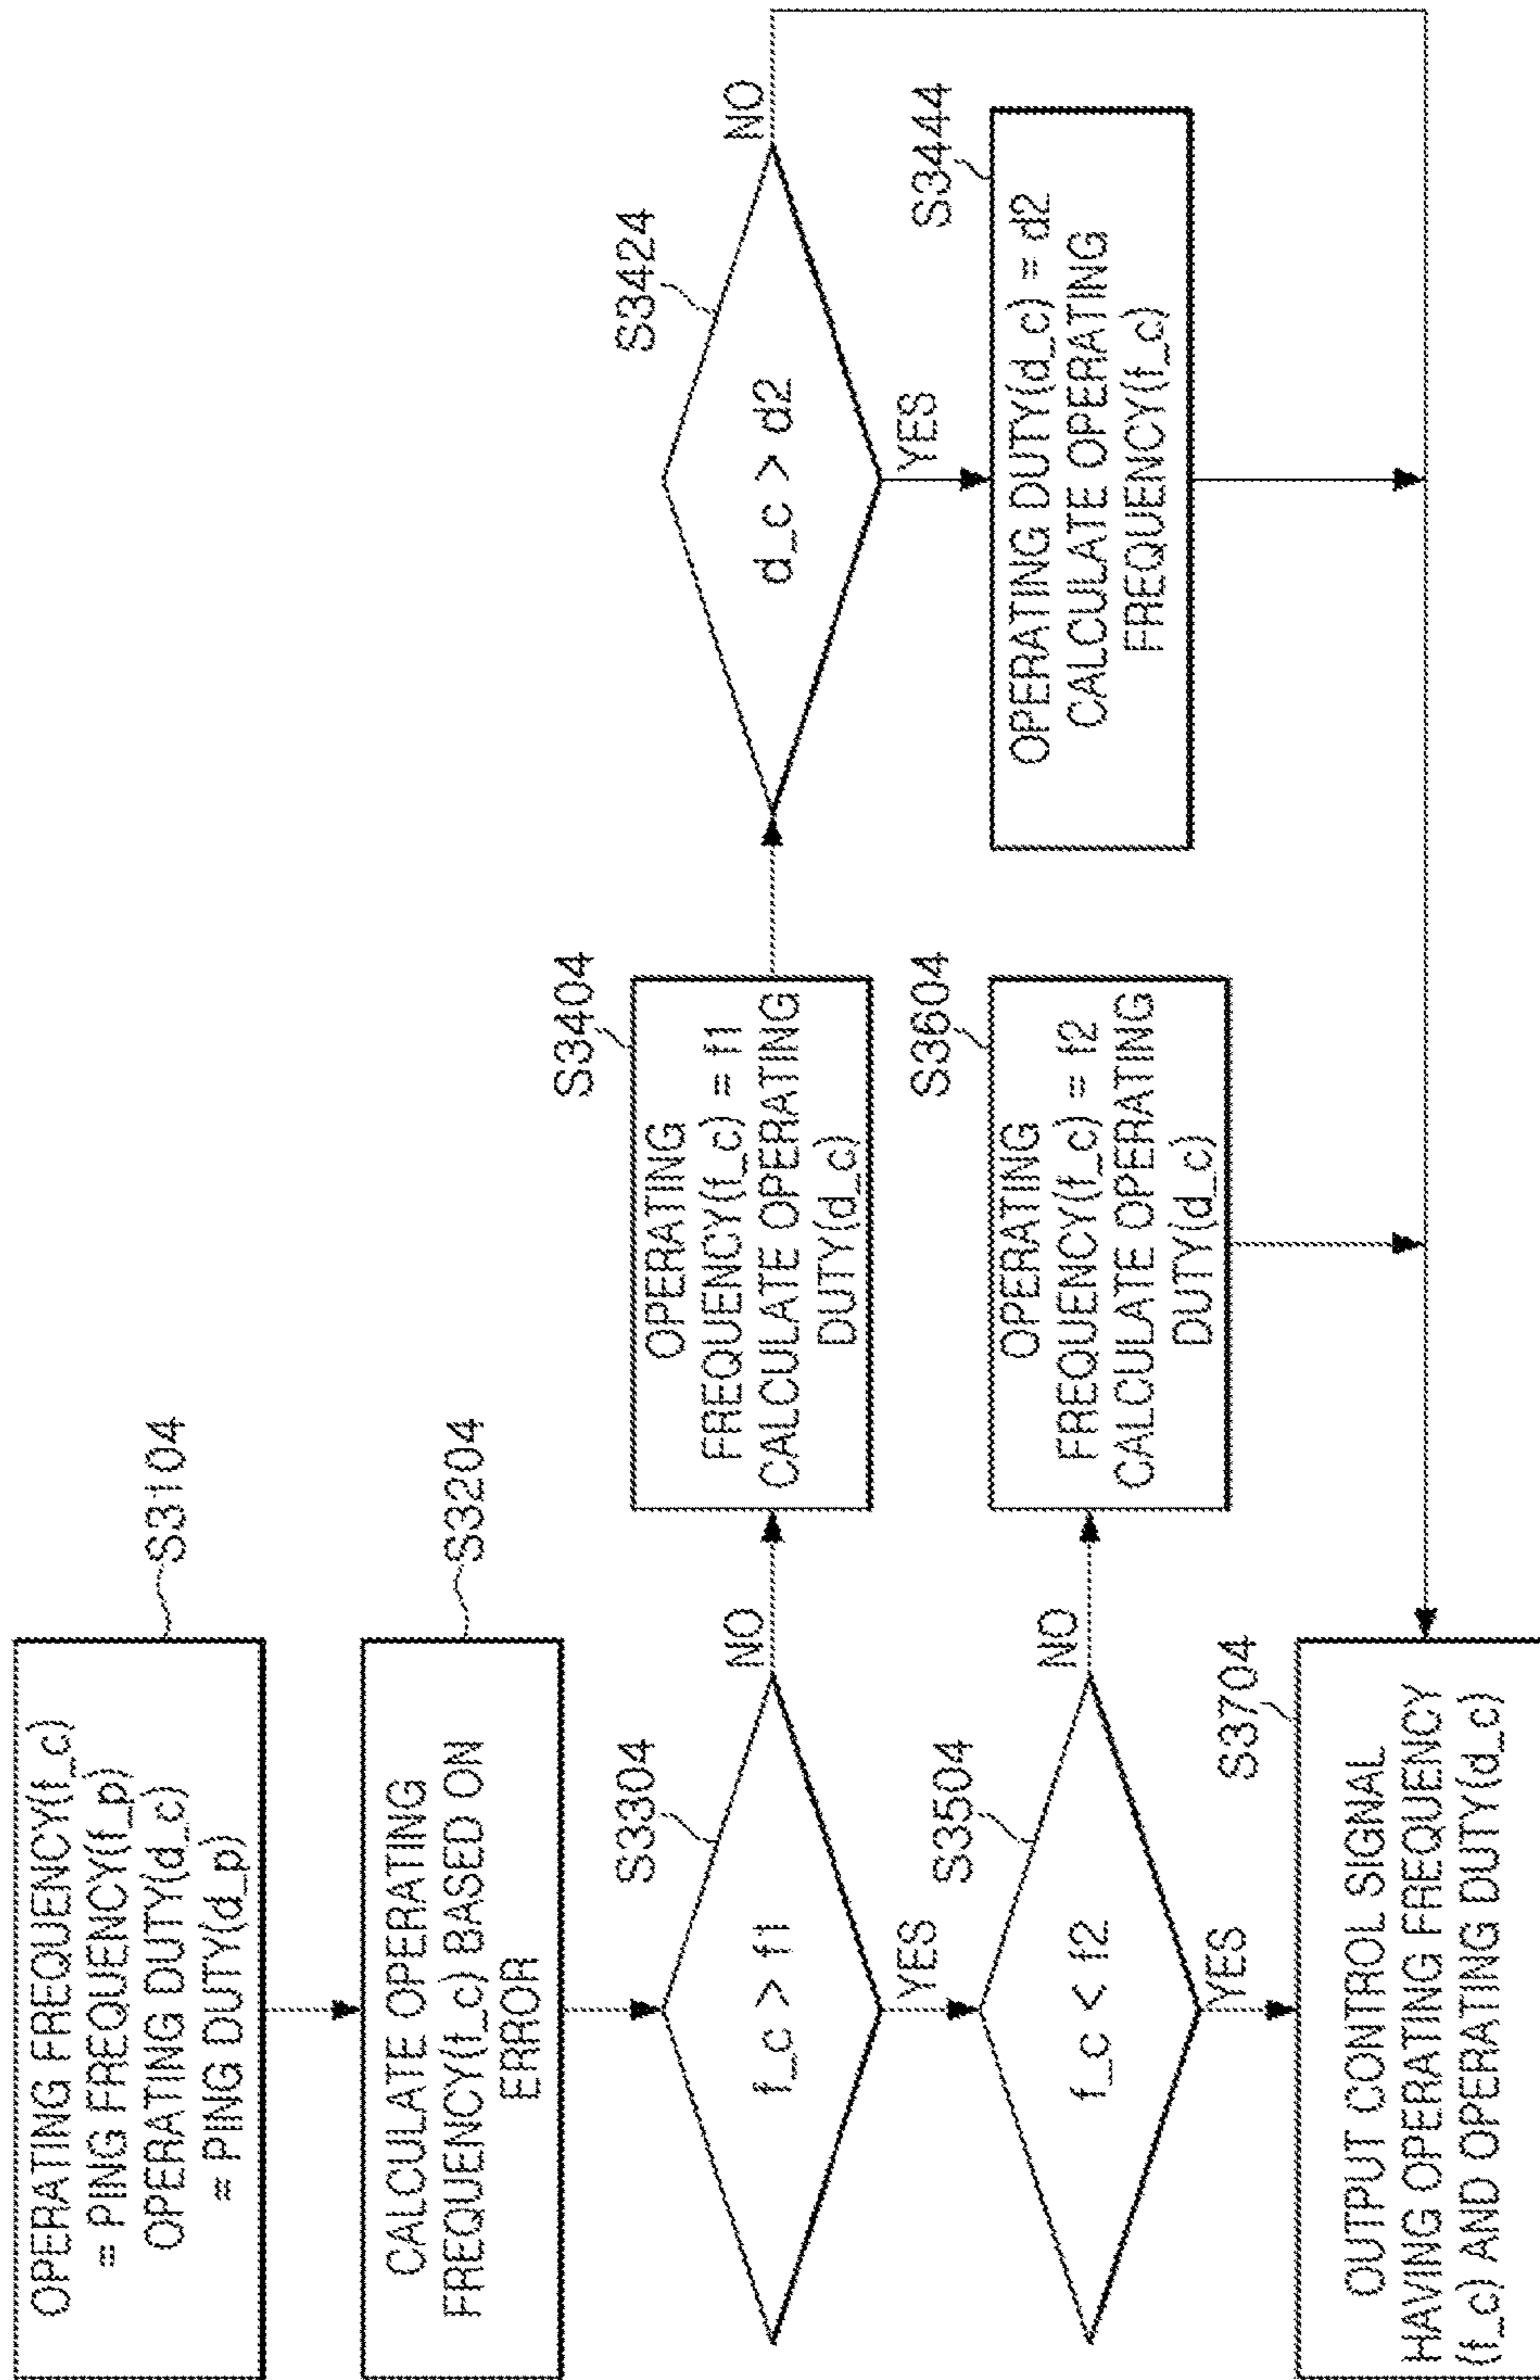 OPERATING FREQUENCY(f_c)
= PING FREQUENCY(f_p)
OPERATING DUTY(d_c)
= PING DUTY(d_p)
S3104
CALCULATE OPERATING
FREQUENCY(f_c) BASED ON
ERROR
S3204
f_c > f1
S3304
NO
YES
OPERATING
FREQUENCY(f_c) = f1
CALCULATE OPERATING
DUTY(d_c)
S3404
d_c > d2
S3424
NO
YES
OPERATING DUTY(d_c) = d2
CALCULATE OPERATING
FREQUENCY(f_c)
S3444
f_c < f2
S3504
NO
YES
OPERATING
FREQUENCY(f_c) = f2
CALCULATE OPERATING
DUTY(d_c)
S3604
OUTPUT CONTROL SIGNAL
HAVING OPERATING FREQUENCY
(f_c) AND OPERATING DUTY(d_c)
S3704